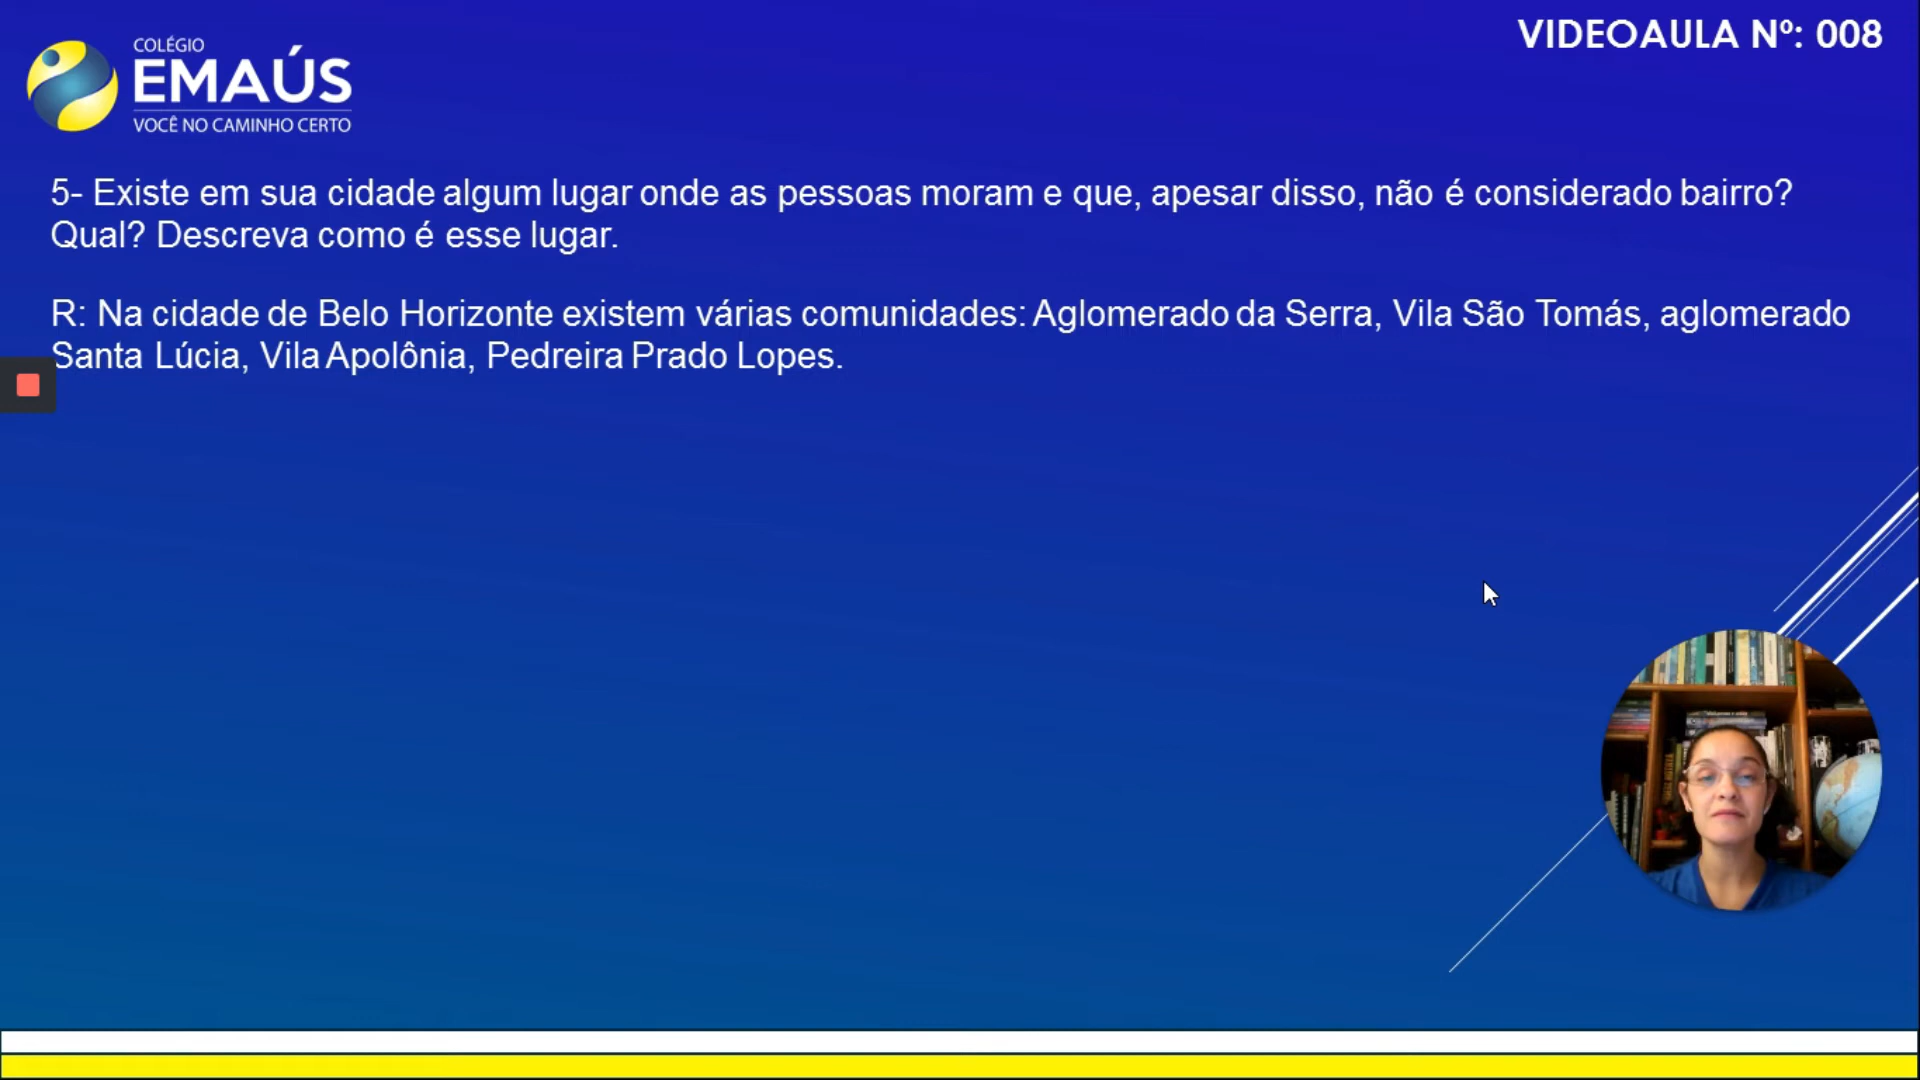 COLÉGIO
EMAÚS
VOCÊ NO CAMINHO CERTO
VIDEOAULA Nº: 008
5- Existe em sua cidade algum lugar onde as pessoas moram e que, apesar disso, não é considerado bairro?
Qual? Descreva como é esse lugar.
R: Na cidade de Belo Horizonte existem várias comunidades: Aglomerado da Serra, Vila São Tomás, aglomerado
Santa Lúcia, Vila Apolônia, Pedreira Prado Lopes.